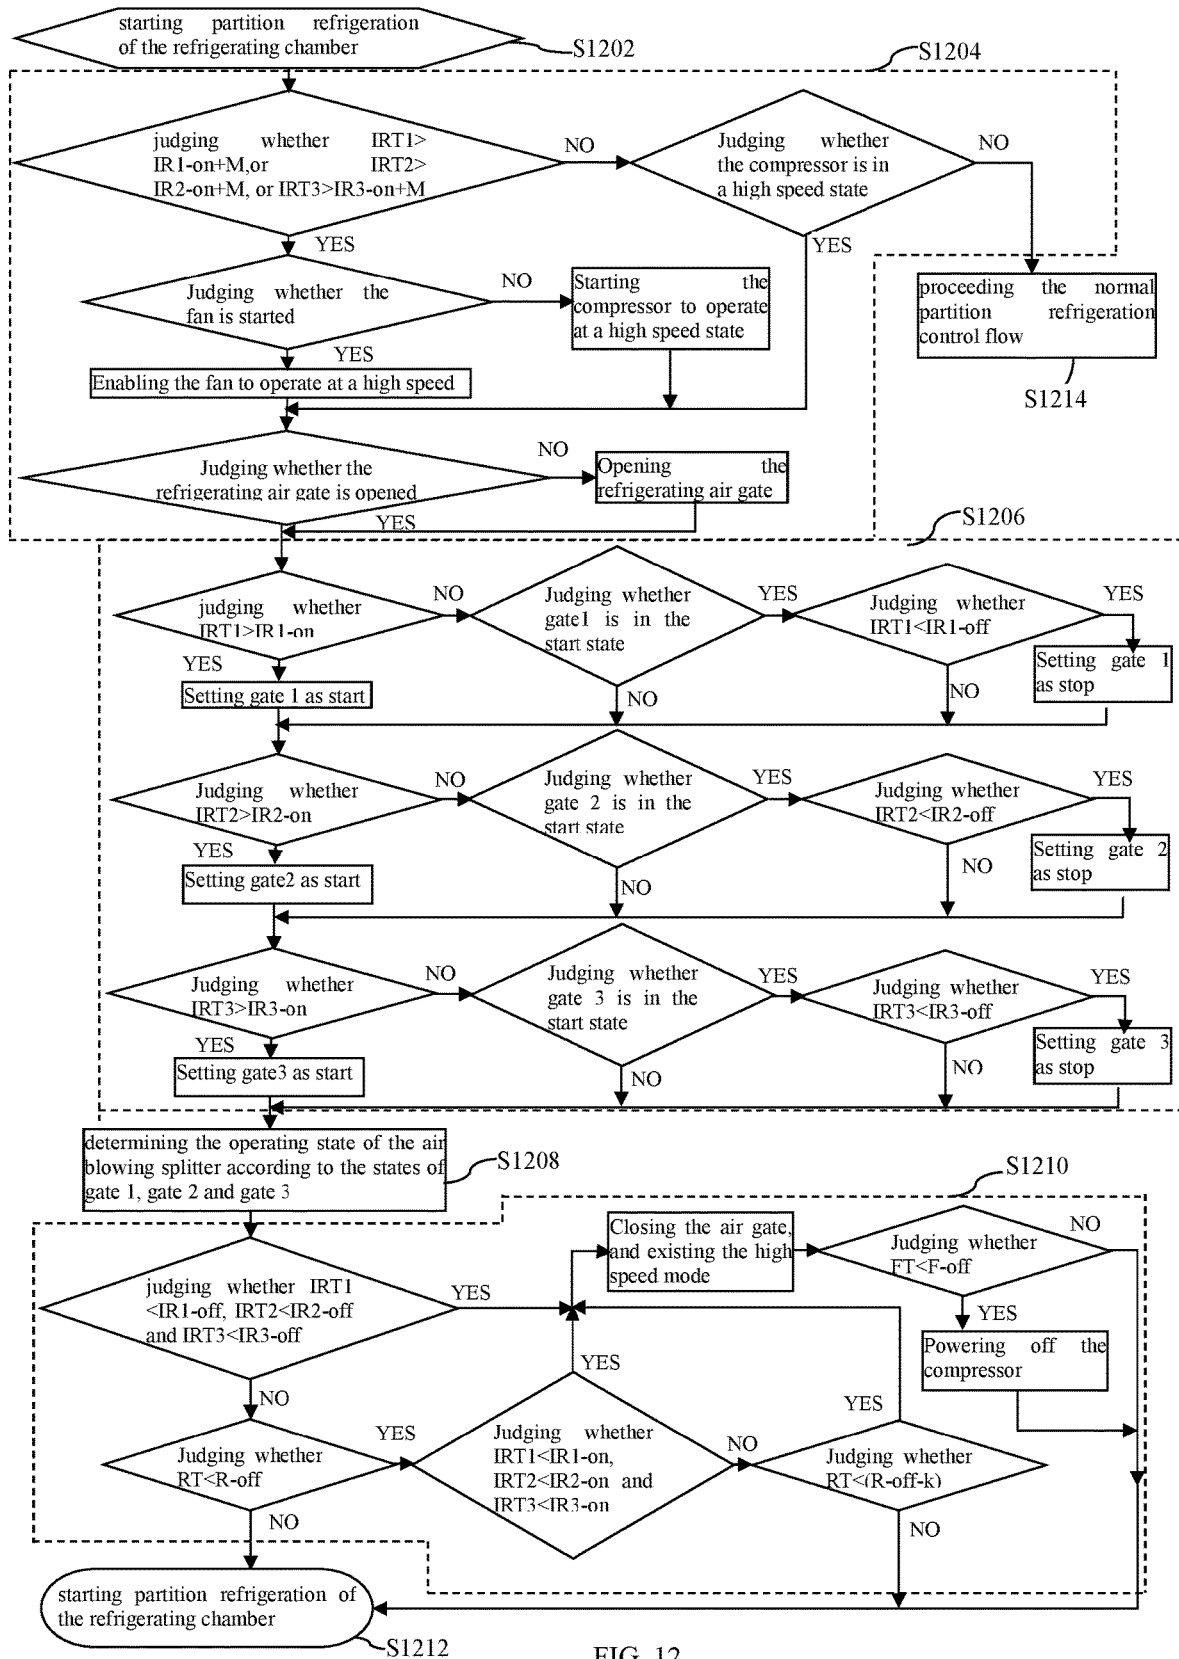 starting partition refrigeration
of the refrigerating chamber
S1202
S1204
judging whether IRT1>
IR1-on+M,or IRT2>
IR2-on+M, or IRT3>IR3-on+M
NO
Judging whether
the compressor is in
a high speed state
NO
YES
YES
Judging whether the
fan is started
NO
Starting the
compressor to operate
at a high speed state
proceeding the normal
partition refrigeration
control flow
S1214
YES
Enabling the fan to operate at a high speed
Judging whether the
refrigerating air gate is opened
NO
Opening the
refrigerating air gate
YES
S1206
judging whether
IRT1>IR1-on
NO
Judging whether
gate1 is in the
start state
YES
Judging whether
IRT1<IR1-off
YES
Setting gate 1
as stop
YES
Setting gate 1 as start
NO
NO
Judging whether
IRT2>IR2-on
NO
Judging whether
gate 2 is in the
start state
YES
Judging whether
IRT2<IR2-off
YES
Setting gate 2
as stop
YES
Setting gate2 as start
NO
NO
Judging whether
IRT3>IR3-on
NO
Judging whether
gate 3 is in the
start state
YES
Judging whether
IRT3<IR3-off
YES
Setting gate 3
as stop
YES
Setting gate3 as start
NO
NO
determining the operating state of the air
blowing splitter according to the states of
gate 1, gate 2 and gate 3
S1208
S1210
judging whether IRT1
<IR1-off, IRT2<IR2-off
and IRT3<IR3-off
YES
Closing the air gate,
and existing the high
speed mode
Judging whether
FT<F-off
NO
YES
Powering off the
compressor
NO
Judging whether
RT<R-off
YES
YES
Judging whether
IRT1<IR1-on,
IRT2<IR2-on and
IRT3<IR3-on
NO
YES
Judging whether
RT<(R-off-k)
NO
NO
starting partition refrigeration of
the refrigerating chamber
S1212
FIG. 12